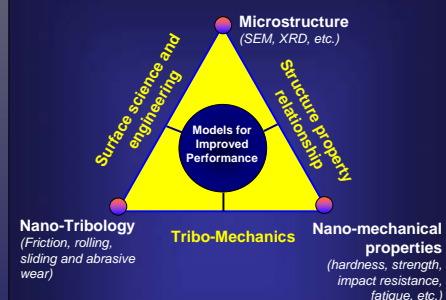 Microstructure
(SEM, XRD, etc.)
Surface science and
engineering
Structure property
relationship
Models for
Improved
Performance
Nano-Tribology
(Friction, rolling,
sliding and abrasive
wear)
Tribo-Mechanics
Nano-mechanical
properties
(hardness, strength,
impact resistance,
fatigue, etc.)